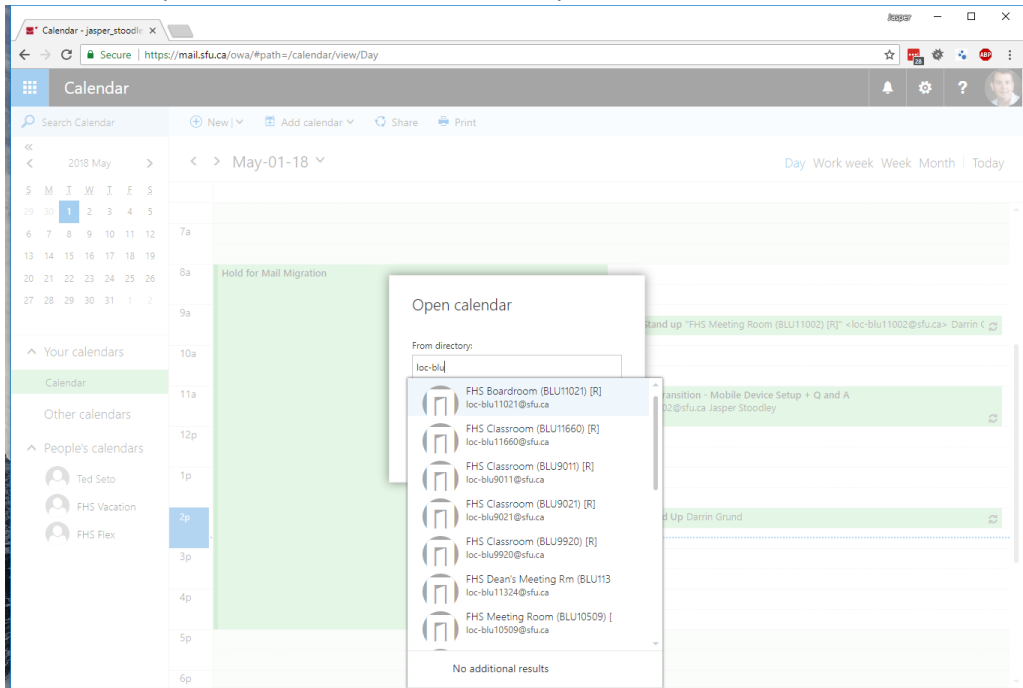 Jasper
Calendar - jasper_stoodle
Secure https://mail.sfu.ca/owa/#path=/calendar/view/Day
28
ABP
Calendar
?
Search Calendar
New Add calendar Share Print
2018 May
May-01-18
Day Work week Week Month Today
S M T W T F S
29 30 1 2 3 4 5
6 7 8 9 10 11 12
13 14 15 16 17 18 19
20 21 22 23 24 25 26
27 28 29 30 31 1 2
Your calendars
Calendar
Other calendars
People's calendars
Ted Seto
FHS Vacation
FHS Flex
7a
8a
9a
10a
11a
12p
1p
2p
3p
4p
5p
6p
Hold for Mail Migration
Stand up "FHS Meeting Room (BLU11002) [R]" <loc-blu11002@sfu.ca> Darrin G
ransition - Mobile Device Setup + Q and A
02@sfu.ca Jasper Stoodley
d Up Darrin Grund
Open calendar
From directory:
loc-blu
FHS Boardroom (BLU11021) [R]
loc-blu11021@sfu.ca
FHS Classroom (BLU11660) [R]
loc-blu11660@sfu.ca
FHS Classroom (BLU9011) [R]
loc-blu9011@sfu.ca
FHS Classroom (BLU9021) [R]
loc-blu9021@sfu.ca
FHS Classroom (BLU9920) [R]
loc-blu9920@sfu.ca
FHS Dean's Meeting Rm (BLU113
loc-blu11324@sfu.ca
FHS Meeting Room (BLU10509) [
loc-blu10509@sfu.ca
No additional results